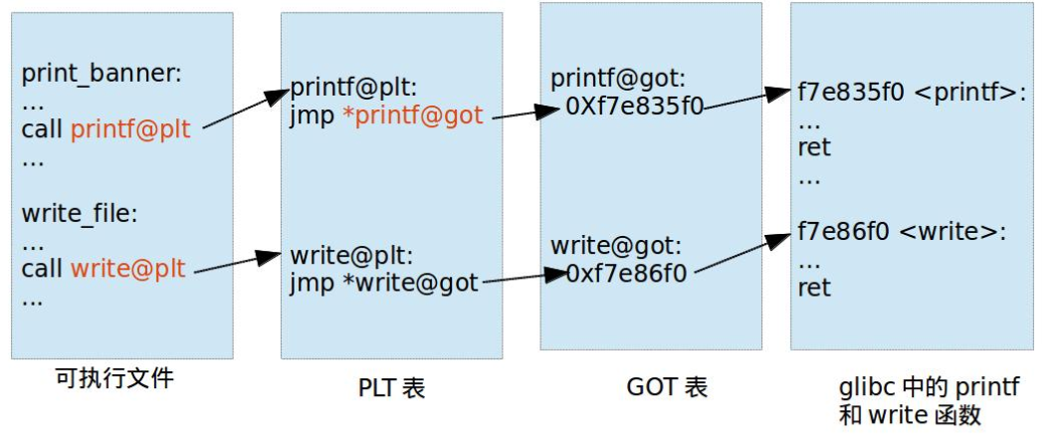 print_banner:
...
call printf@plt
...
write_file:
...
call write@plt
...
可执行文件
printf@plt:
jmp *printf@got
write@plt:
jmp *write@got
PLT 表
printf@got:
0Xf7e835f0
write@got:
0xf7e86f0
GOT 表
f7e835f0 <printf>:
...
ret
...
f7e86f0 <write>:
...
ret
glibc 中的 printf
和 write 函数